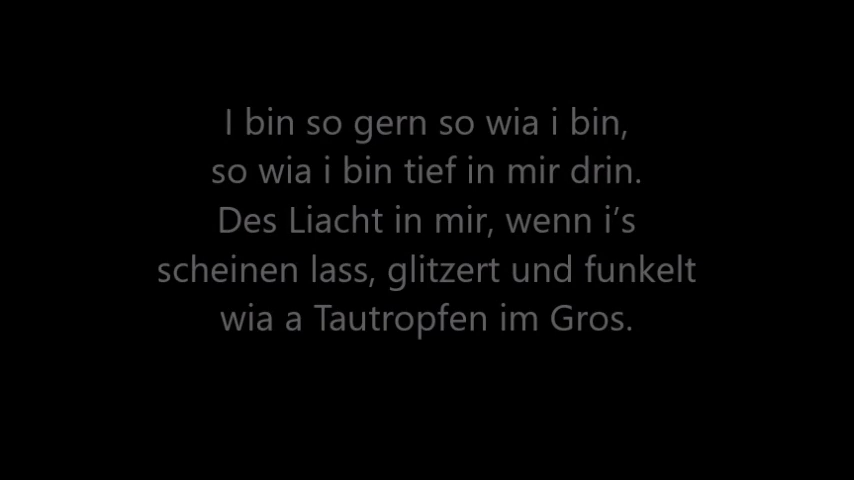 I bin so gern so wia i bin,
so wia i bin tief in mir drin.
Des Liacht in mir, wenn i’s
scheinen lass, glitzert und funkelt
wia a Tautropfen im Gros.